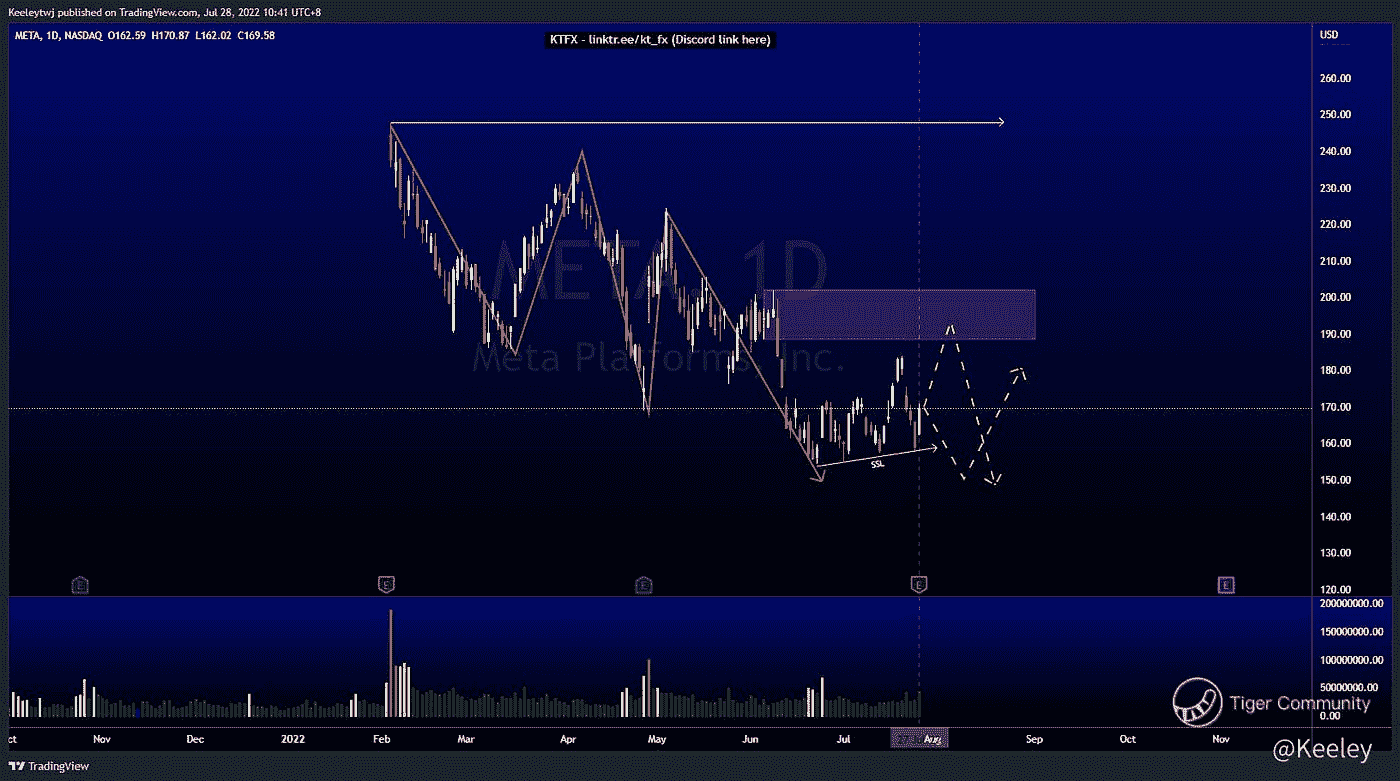 Keeleytwj published on TradingView.com, Jul 28, 2022 10:41 UTC+8
META, 1D, NASDAQ O162.59 H170.87 L162.02 C169.58
KTFX - linktr.ee/kt_fx (Discord link here)
USD
260.00
250.00
240.00
230.00
220.00
210.00
200.00
190.00
180.00
170.00
160.00
150.00
140.00
130.00
120.00
META, 1D
Meta Platforms, Inc.
SSL
E E E E E
200000000.00
150000000.00
100000000.00
50000000.00
0.00
Tiger Community
ct Nov Dec 2022 Feb Mar Apr May Jun Jul Aug Sep Oct Nov
@Keeley
TradingView